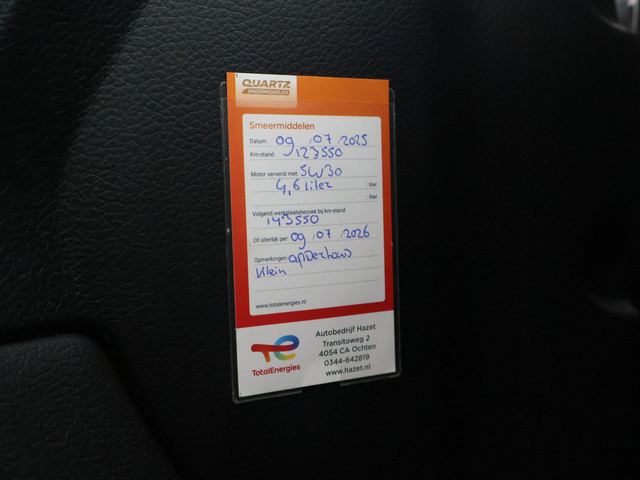 QUARTZ
SMEERMIDDELEN
Smeermiddelen
Datum: 09 07 2025
Km-stand: 123550
Motor ververst met 5W30
4,6 liter liter
liter
Volgend werkplaatsbezoek bij km-stand:
143550
Of uiterlijk per: 09 07 2026
Opmerkingen:
Klein
www.totalenergies.nl
TotalEnergies
Autobedrijf Hazet
Transitoweg 2
4054 CA Ochten
0344-642819
www.hazet.nl